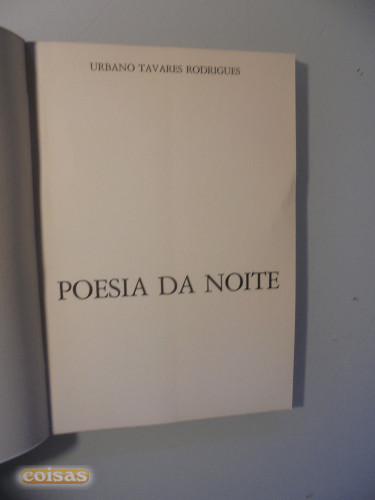 URBANO TAVARES RODRIGUES
POESIA DA NOITE
coisas